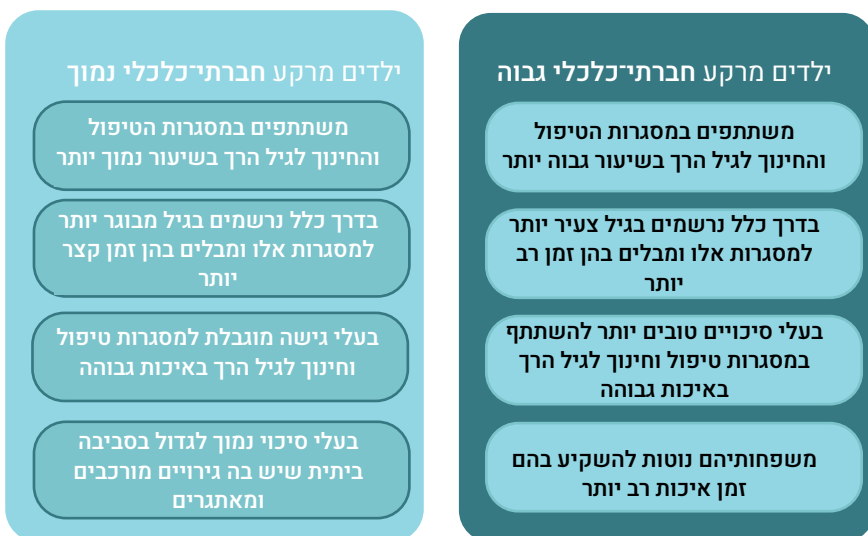 ילדים מרקע חברתי־כלכלי גבוה
משתתפים במסגרות הטיפול
והחינוך לגיל הרך בשיעור גבוה יותר
בדרך כלל נרשמים בגיל צעיר יותר
למסגרות אלו ומבלים בהן זמן רב
יותר
בעלי סיכויים טובים יותר להשתתף
במסגרות טיפול וחינוך לגיל הרך
באיכות גבוהה
משפחותיהם נוטות להשקיע בהם
זמן איכות רב יותר
ילדים מרקע חברתי־כלכלי נמוך
משתתפים במסגרות הטיפול
והחינוך לגיל הרך בשיעור נמוך יותר
בדרך כלל נרשמים בגיל מבוגר יותר
למסגרות אלו ומבלים בהן זמן קצר
יותר
בעלי גישה מוגבלת למסגרות טיפול
וחינוך לגיל הרך באיכות גבוהה
בעלי סיכוי נמוך לגדול בסביבה
ביתית שיש בה גירויים מורכבים
ומאתגרים